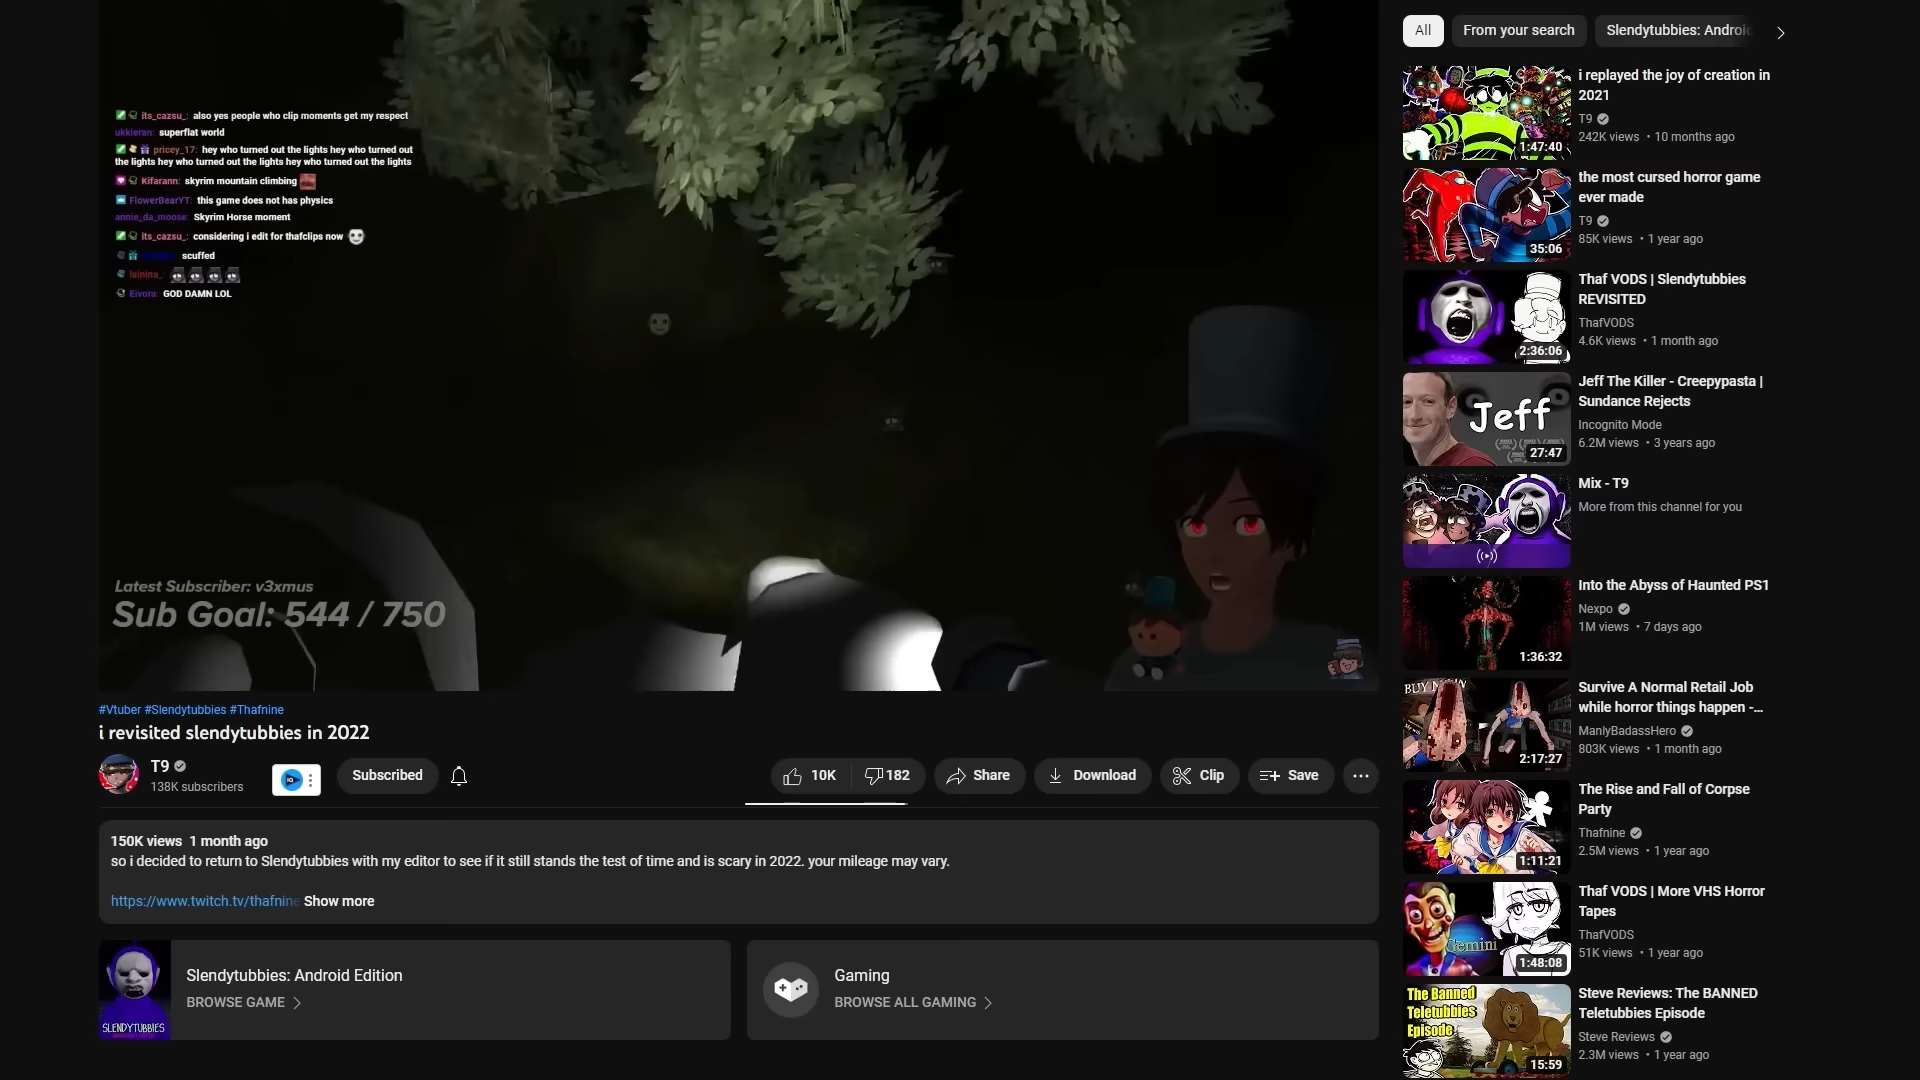 its_cazsu_: also yes people who clip moments get my respect
ukkieran: superflat world
pricey_17: hey who turned out the lights hey who turned out
the lights hey who turned out the lights hey who turned out the lights
Kifarann: skyrim mountain climbing
FlowerBearYT: this game does not has physics
annie_da_moose: Skyrim Horse moment
its_cazsu_: considering i edit for thafclips now
scuffed
lainina_:
Eivora: GOD DAMN LOL
Latest Subscriber: v3xmus
Sub Goal: 544 / 750
#Vtuber #Slendytubbies #Thafnine
i revisited slendytubbies in 2022
T9
138K subscribers
Subscribed
10K
182
Share
Download
Clip
Save
150K views 1 month ago
so i decided to return to Slendytubbies with my editor to see if it still stands the test of time and is scary in 2022. your mileage may vary.
https://www.twitch.tv/thafnine Show more
SLENDYTUBBIES
Slendytubbies: Android Edition
BROWSE GAME
Gaming
BROWSE ALL GAMING
All
From your search
Slendytubbies: Androi
1:47:40
i replayed the joy of creation in
2021
T9
242K views • 10 months ago
35:06
the most cursed horror game
ever made
T9
85K views • 1 year ago
2:36:06
Thaf VODS | Slendytubbies
REVISITED
ThafVODS
4.6K views • 1 month ago
Jeff
27:47
Jeff The Killer - Creepypasta |
Sundance Rejects
Incognito Mode
6.2M views • 3 years ago
Mix - T9
More from this channel for you
1:36:32
Into the Abyss of Haunted PS1
Nexpo
1M views • 7 days ago
BUY NOW
2:17:27
Survive A Normal Retail Job
while horror things happen -...
ManlyBadassHero
803K views • 1 month ago
1:11:21
The Rise and Fall of Corpse
Party
Thafnine
2.5M views • 1 year ago
Gemini
1:48:08
Thaf VODS | More VHS Horror
Tapes
ThafVODS
51K views • 1 year ago
The Banned
Teletubbies
Episode
15:59
Steve Reviews: The BANNED
Teletubbies Episode
Steve Reviews
2.3M views • 1 year ago